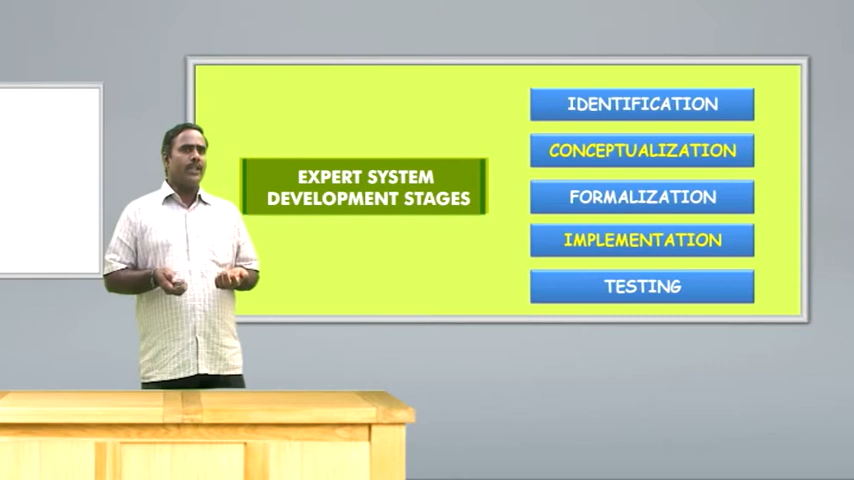 EXPERT SYSTEM
DEVELOPMENT STAGES
IDENTIFICATION
CONCEPTUALIZATION
FORMALIZATION
IMPLEMENTATION
TESTING